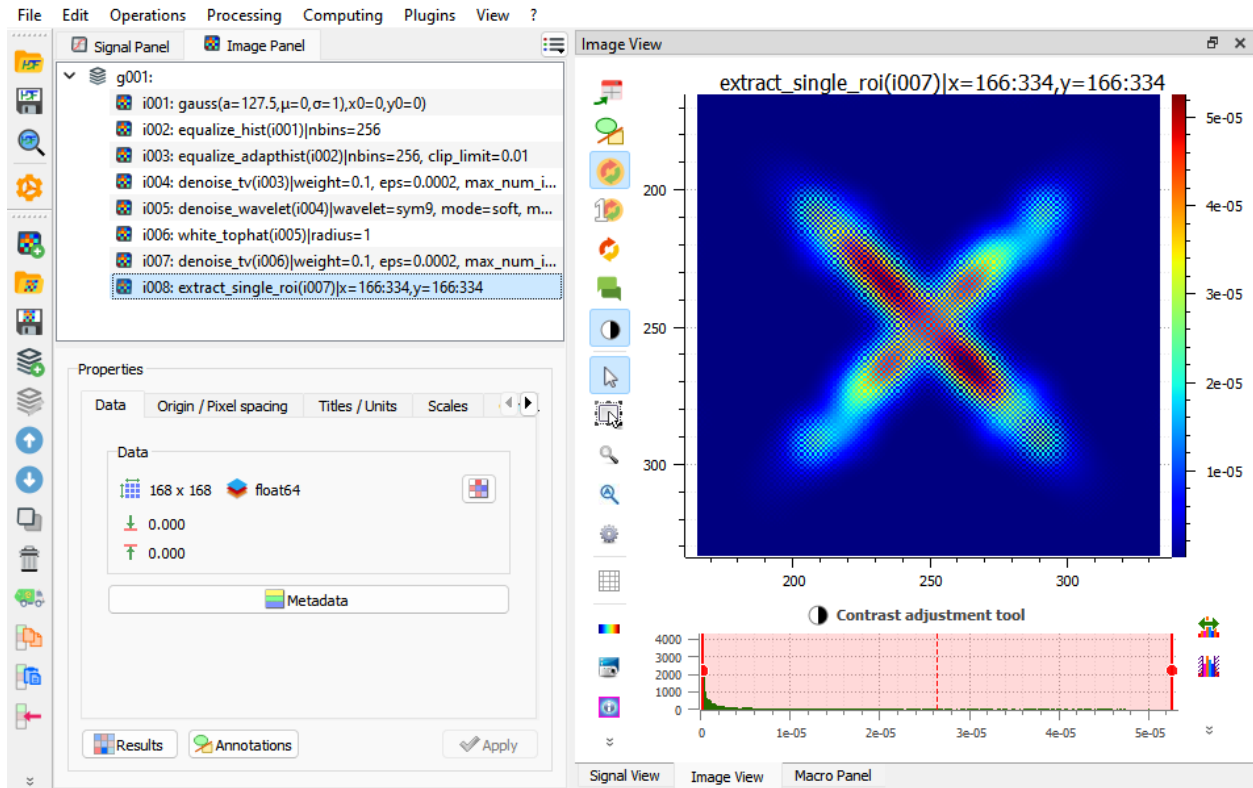 File Edit Operations Processing Computing Plugins View ?
Signal Panel Image Panel
g001:
i001: gauss(a=127.5,μ=0,σ=1),x0=0,y0=0)
i002: equalize_hist(i001)|nbins=256
i003: equalize_adapthist(i002)|nbins=256, clip_limit=0.01
i004: denoise_tv(i003)|weight=0.1, eps=0.0002, max_num_i...
i005: denoise_wavelet(i004)|wavelet=sym9, mode=soft, m...
i006: white_tophat(i005)|radius=1
i007: denoise_tv(i006)|weight=0.1, eps=0.0002, max_num_i...
i008: extract_single_roi(i007)|x=166:334,y=166:334
Properties
Data Origin / Pixel spacing Titles / Units Scales
Data
168 x 168 float64
0.000
0.000
Metadata
Results Annotations Apply
Image View
extract_single_roi(i007)|x=166:334,y=166:334
200
250
300
200 250 300
5e-05
4e-05
3e-05
2e-05
1e-05
Contrast adjustment tool
4000
3000
2000
1000
0
0 1e-05 2e-05 3e-05 4e-05 5e-05
Signal View Image View Macro Panel